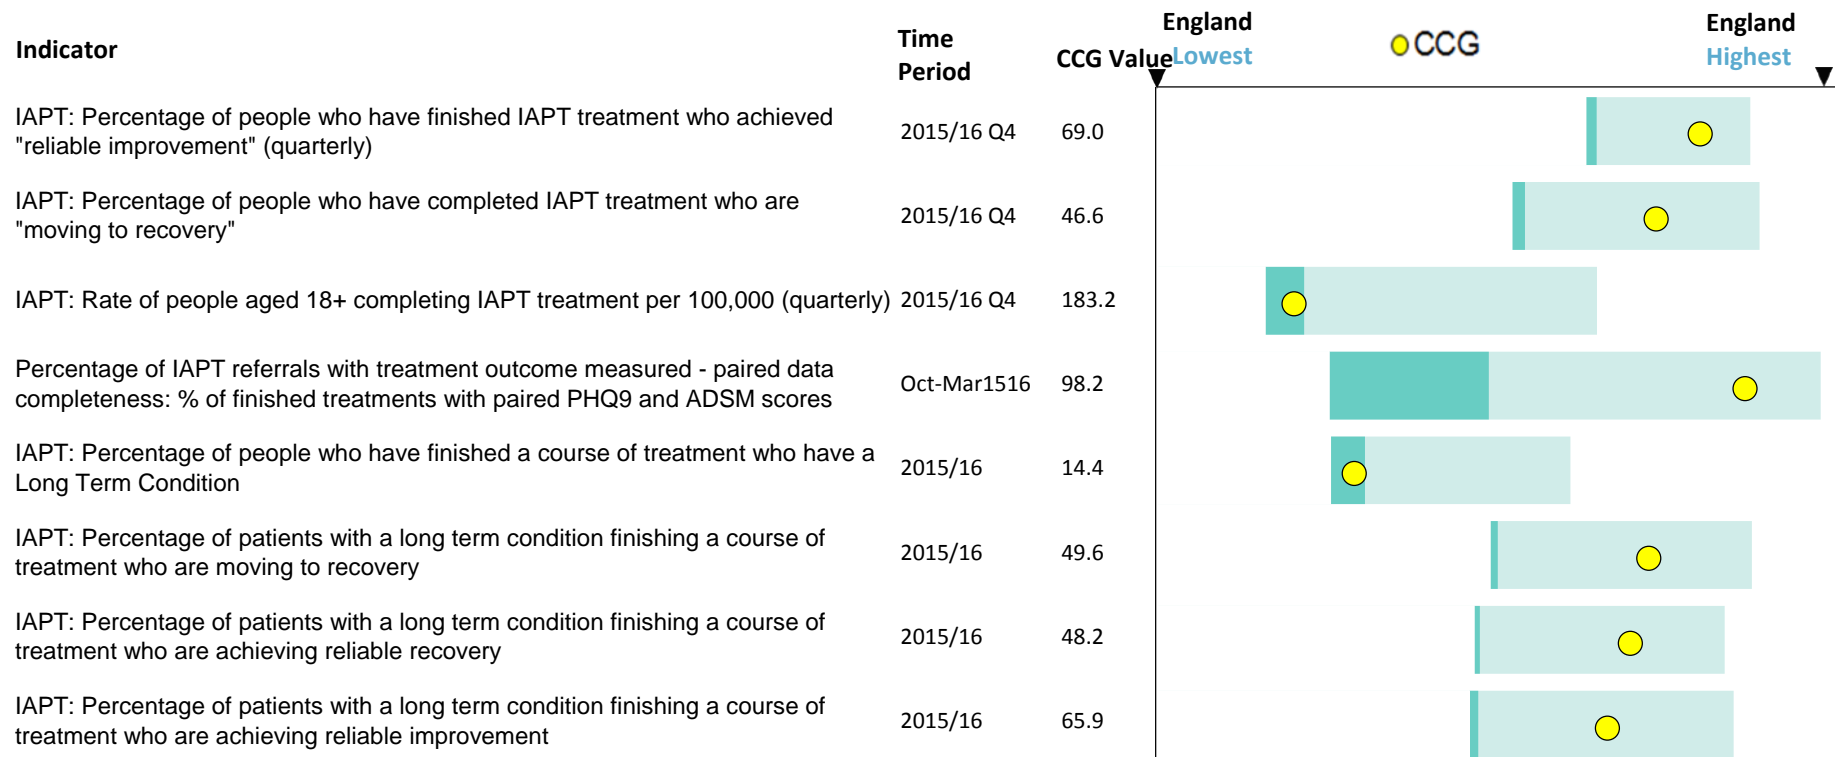 Indicator
Time
Period
CCG Value
England
Lowest
CCG
England
Highest
IAPT: Percentage of people who have finished IAPT treatment who achieved
"reliable improvement" (quarterly)
2015/16 Q4
69.0
IAPT: Percentage of people who have completed IAPT treatment who are
"moving to recovery"
2015/16 Q4
46.6
IAPT: Rate of people aged 18+ completing IAPT treatment per 100,000 (quarterly)
2015/16 Q4
183.2
Percentage of IAPT referrals with treatment outcome measured - paired data
completeness: % of finished treatments with paired PHQ9 and ADSM scores
Oct-Mar1516
98.2
IAPT: Percentage of people who have finished a course of treatment who have a
Long Term Condition
2015/16
14.4
IAPT: Percentage of patients with a long term condition finishing a course of
treatment who are moving to recovery
2015/16
49.6
IAPT: Percentage of patients with a long term condition finishing a course of
treatment who are achieving reliable recovery
2015/16
48.2
IAPT: Percentage of patients with a long term condition finishing a course of
treatment who are achieving reliable improvement
2015/16
65.9